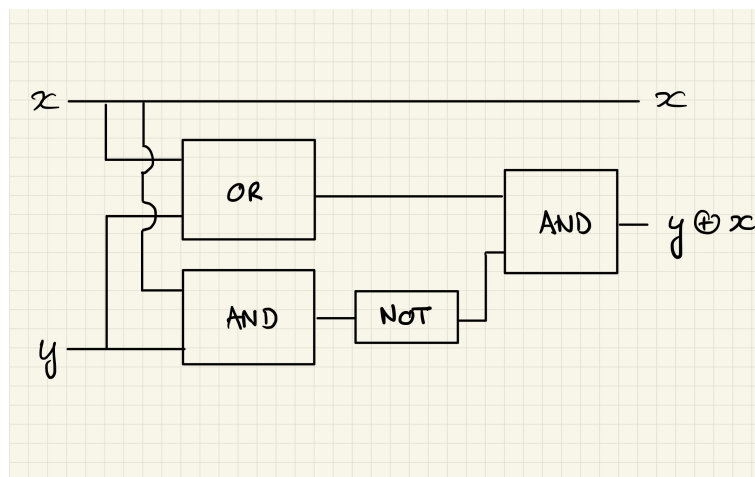 x x
OR
AND
y ⊕ x
AND
NOT
y